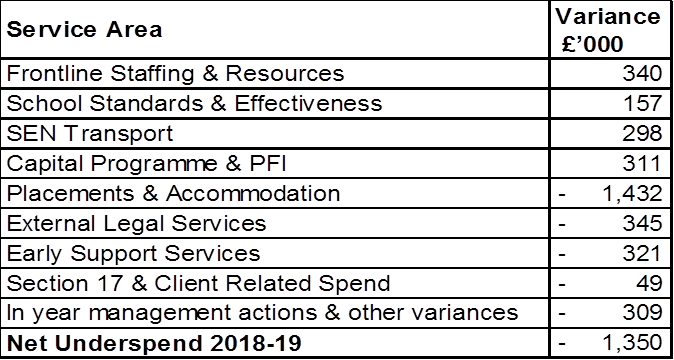 Service Area Variance £’000
Frontline Staffing & Resources 340
School Standards & Effectiveness 157
SEN Transport 298
Capital Programme & PFI 311
Placements & Accommodation - 1,432
External Legal Services - 345
Early Support Services - 321
Section 17 & Client Related Spend - 49
In year management actions & other variances - 309
Net Underspend 2018-19 - 1,350